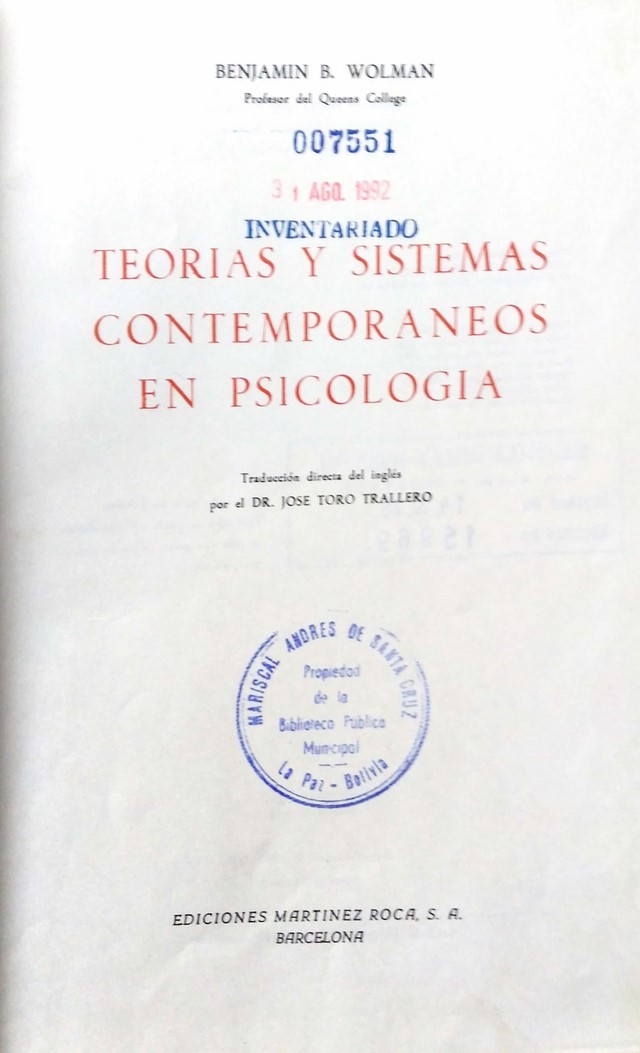 BENJAMIN B. WOLMAN
Profesor del Queens College
007551
31 AGO. 1992
INVENTARIADO
TEORIAS Y SISTEMAS
CONTEMPORANEOS
EN PSICOLOGIA
Traducción directa del inglés
por el DR. JOSE TORO TRALLERO
MARISCAL ANDRES DE SANTA CRUZ
Propiedad
de la
Biblioteca Pública
Municipal
La Paz - Bolivia
EDICIONES MARTINEZ ROCA, S. A.
BARCELONA